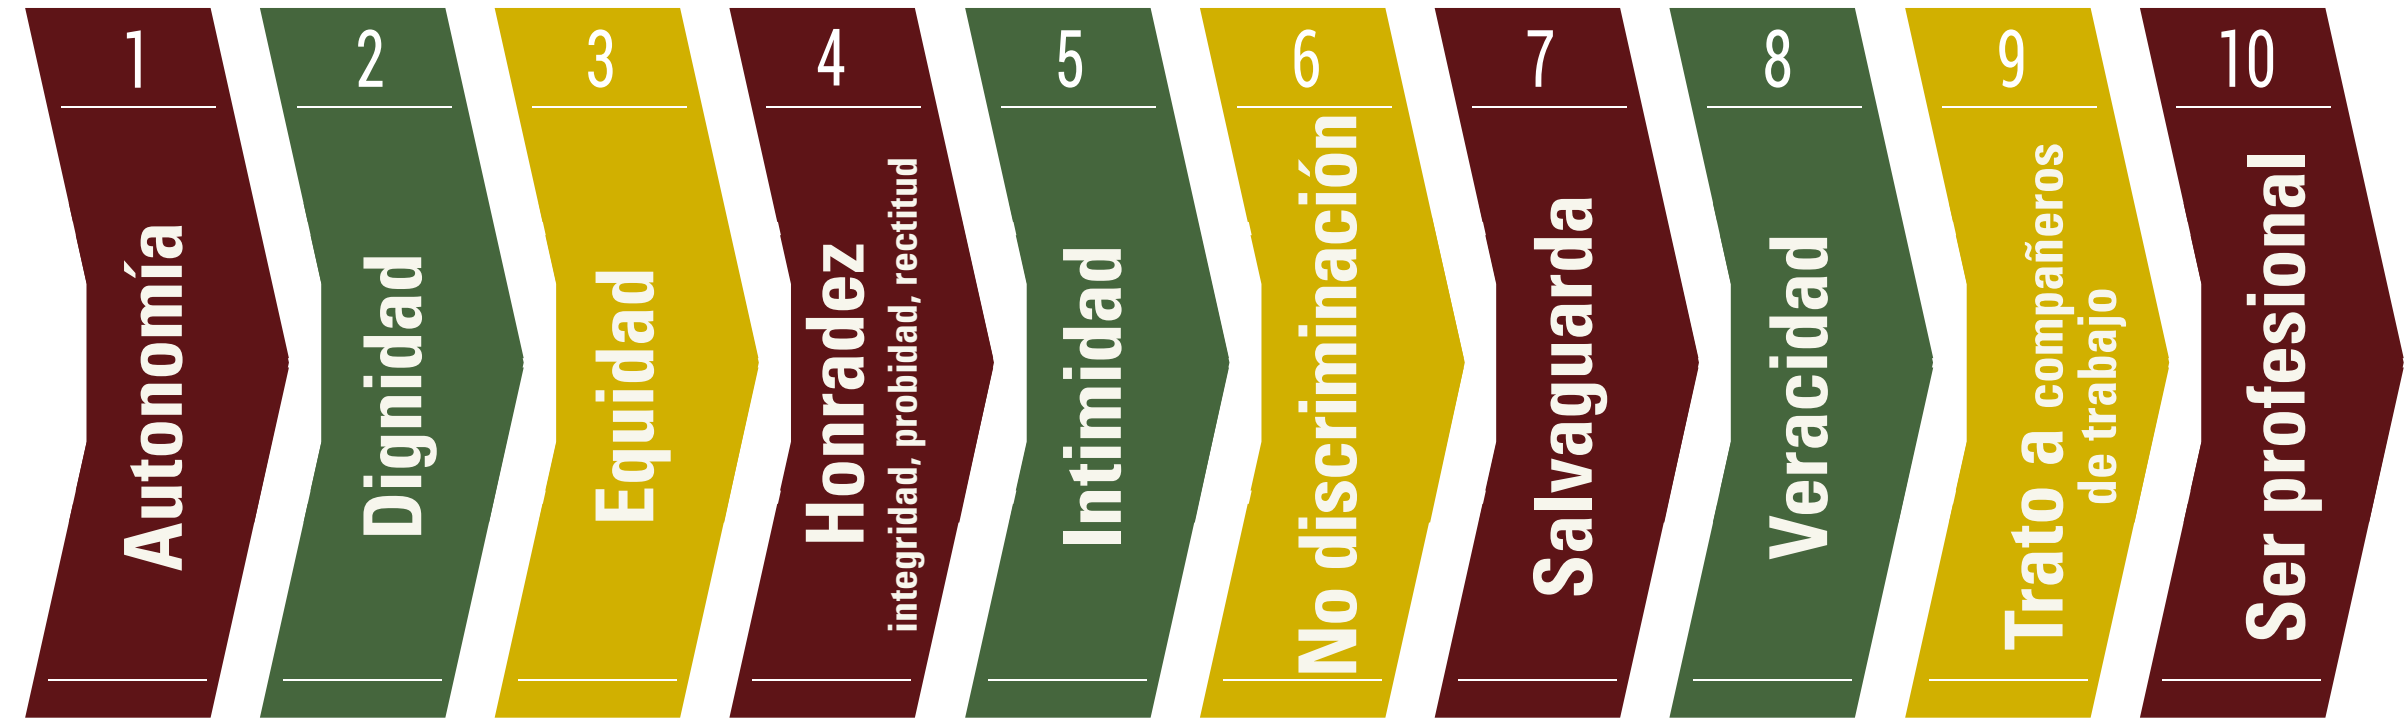 1
Autonomía
2
Dignidad
3
Equidad
4
Honradez
integridad, probidad, rectitud
5
Intimidad
6
No discriminación
7
Salvaguarda
8
Veracidad
9
Trato a compañeros
de trabajo
10
Ser profesional